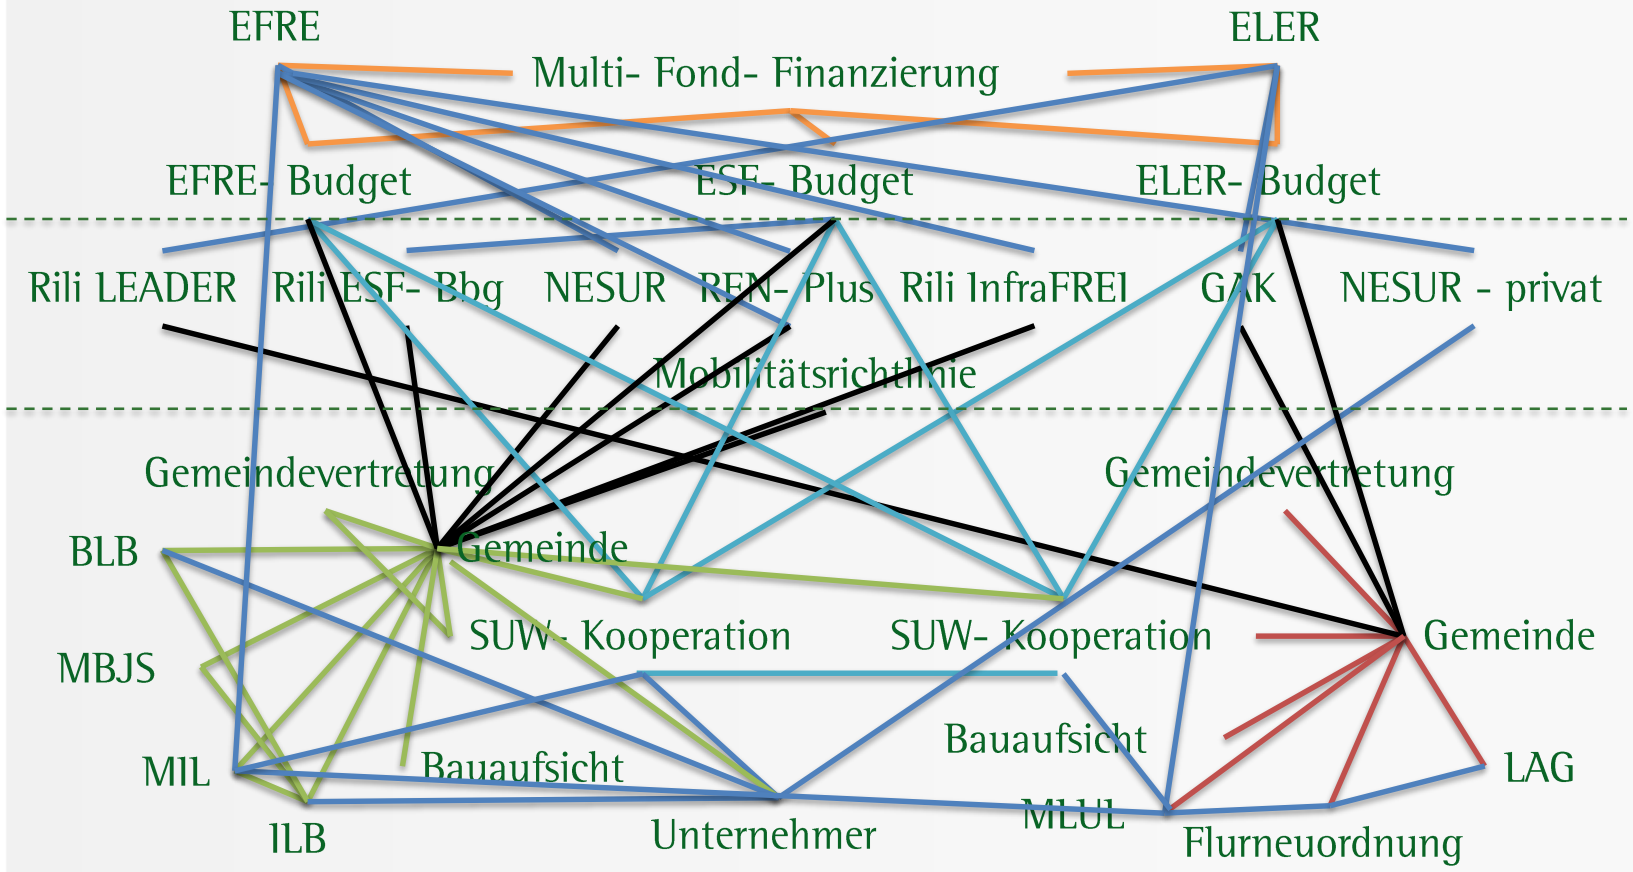 EFRE
ELER
Multi- Fond- Finanzierung
EFRE- Budget
ESF- Budget
ELER- Budget
Rili LEADER
Rili ESF- Bbg
NESUR
REN- Plus
Rili InfraFREI
GAK
NESUR - privat
Mobilitätsrichtlinie
Gemeindevertretung
Gemeindevertretung
BLB
Gemeinde
SUW- Kooperation
SUW- Kooperation
Gemeinde
MBJS
Bauaufsicht
MIL
Bauaufsicht
LAG
MLUL
ILB
Unternehmer
Flurneuordnung